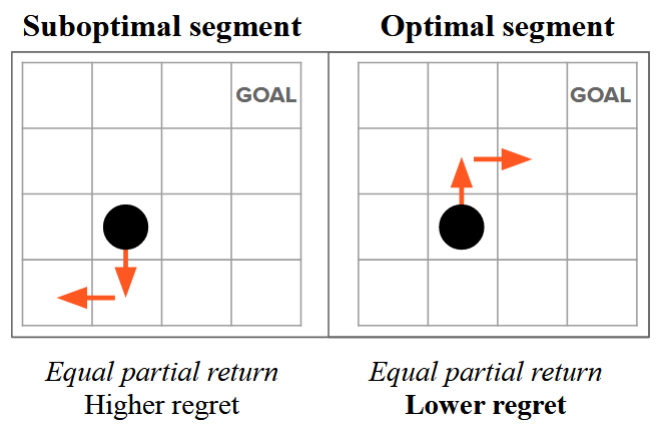 Suboptimal segment
Optimal segment
GOAL
GOAL
Equal partial return
Higher regret
Equal partial return
Lower regret